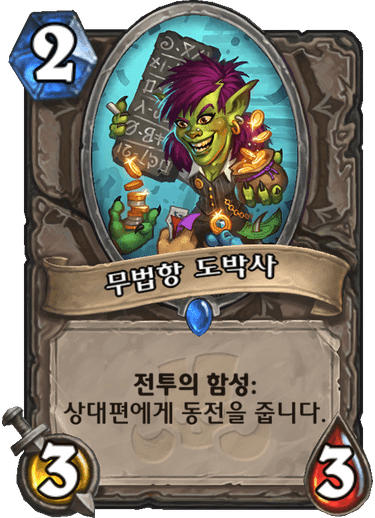 2
무법항 도박사
전투의 함성:
상대편에게 동전을 줍니다.
3
3